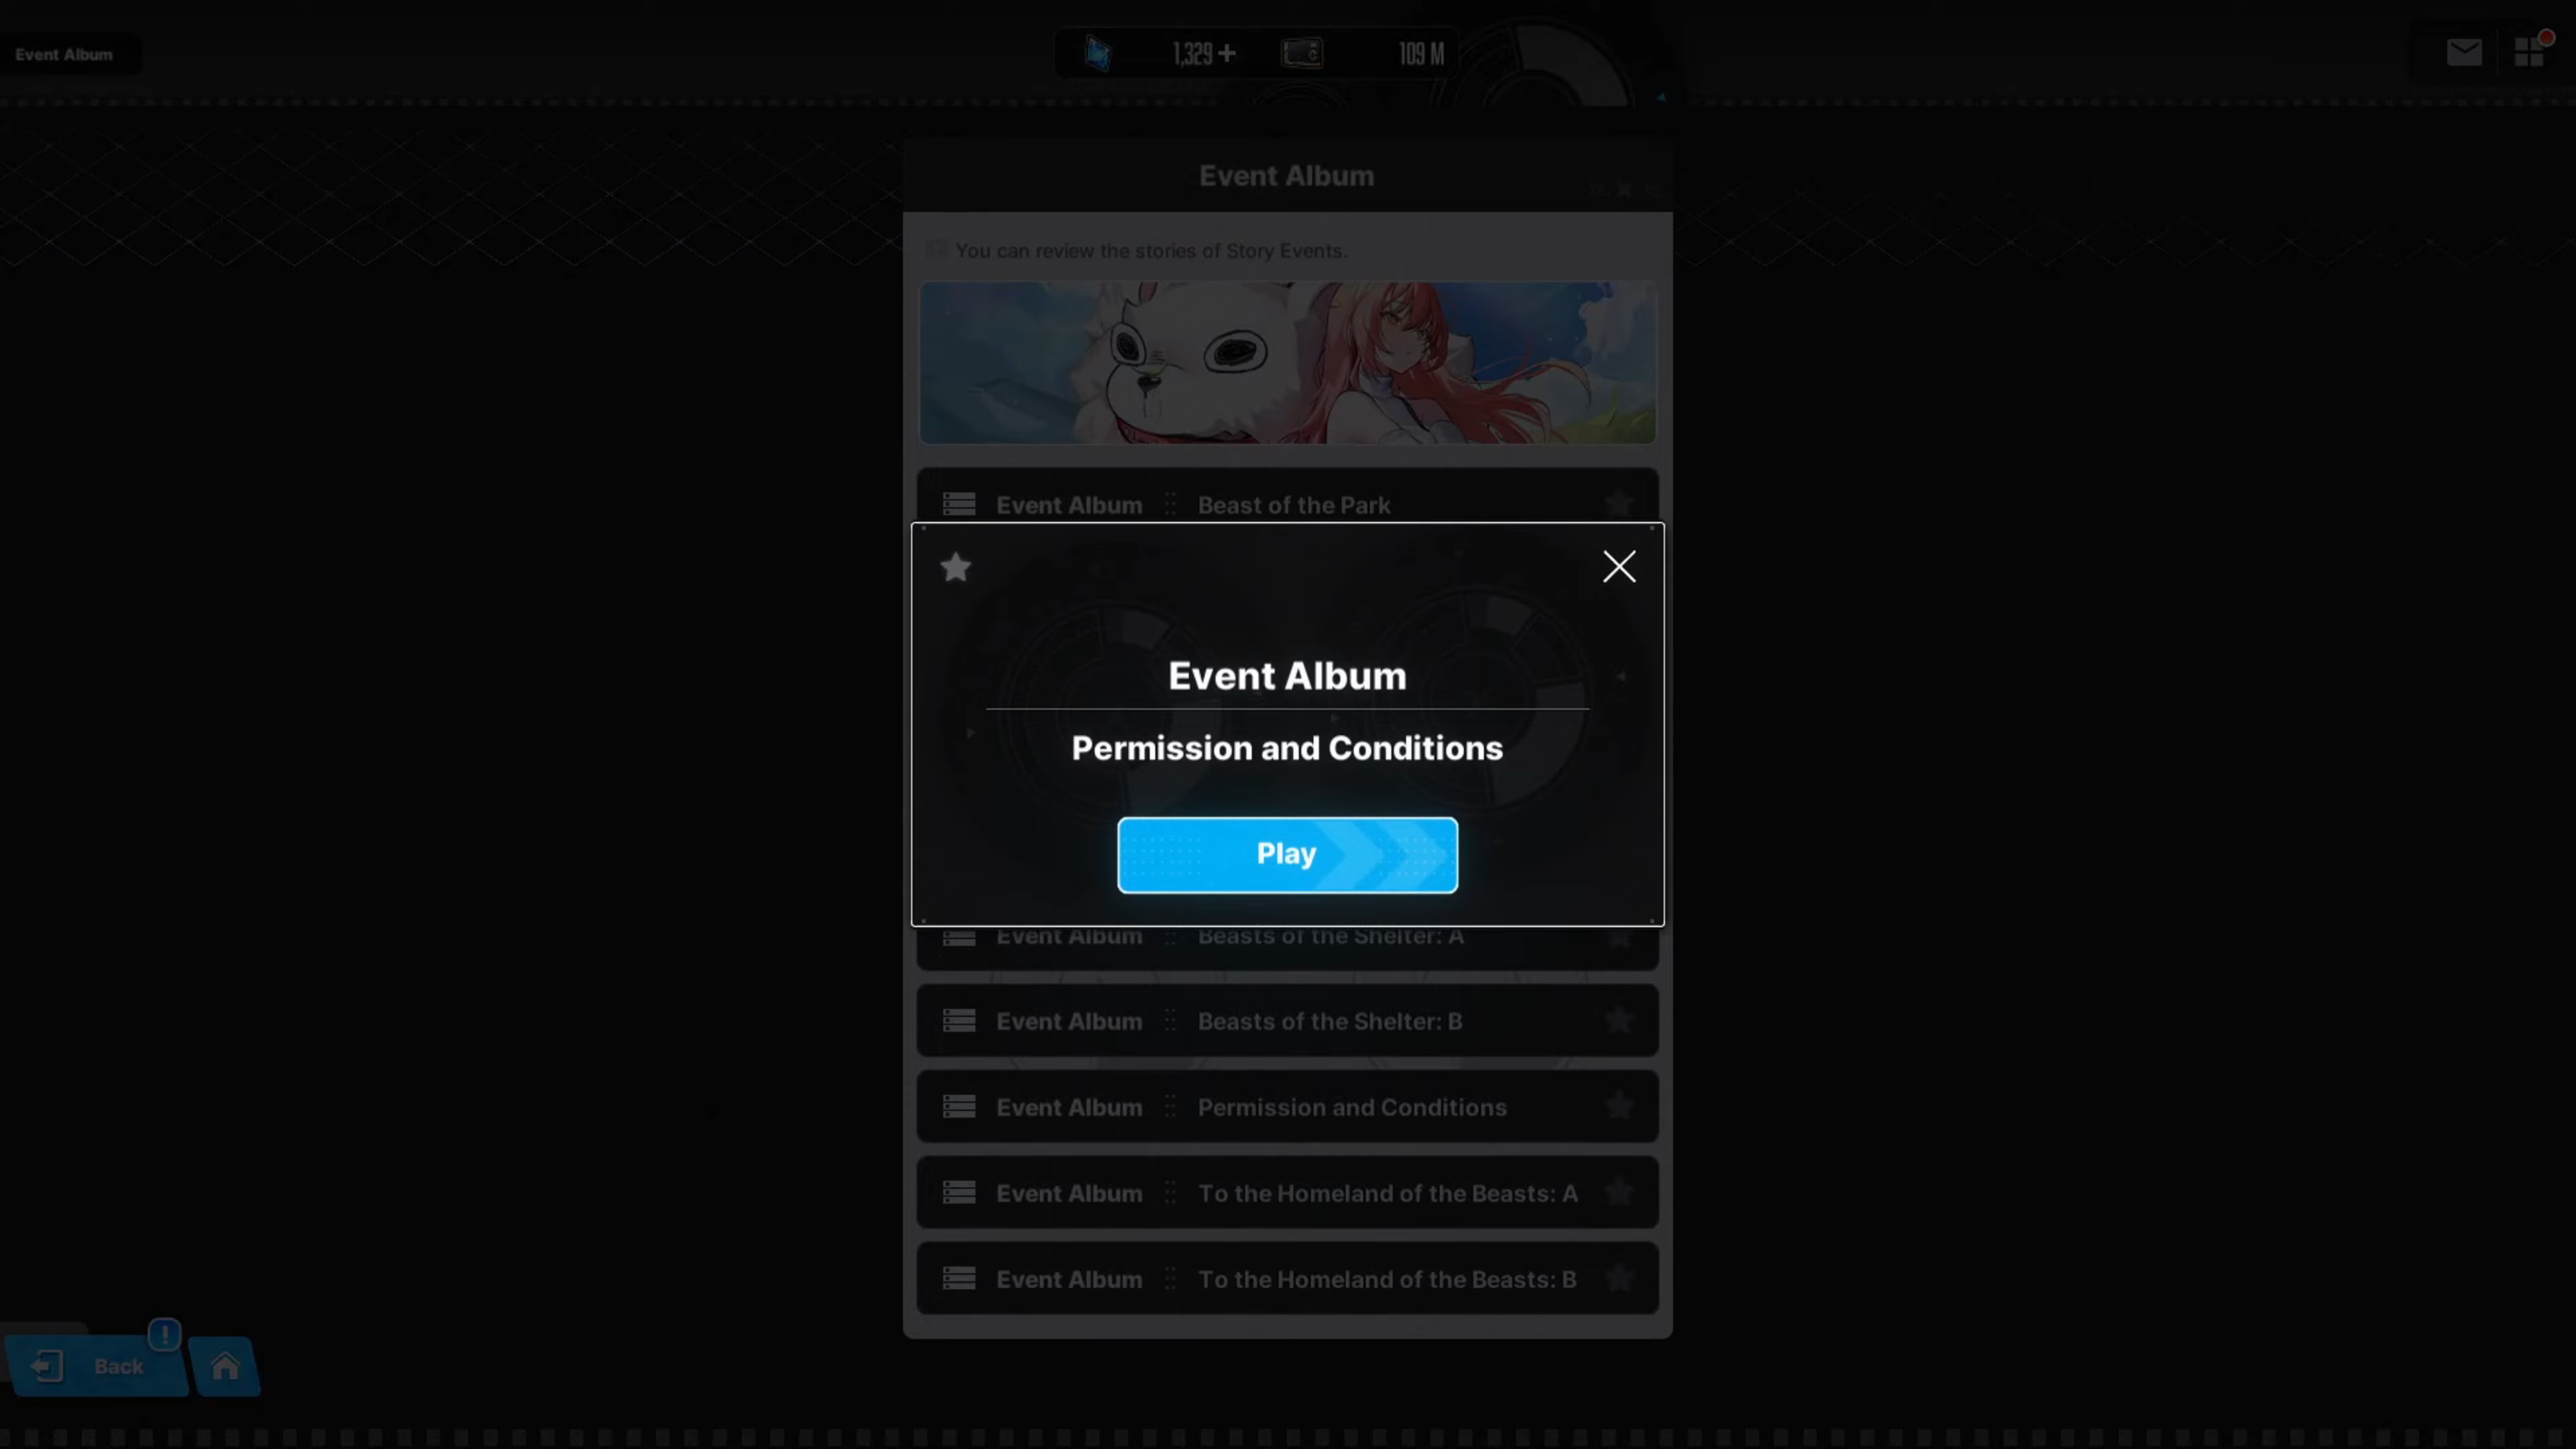 Event Album
1,329 +
109 M
Event Album
You can review the stories of Story Events.
Event Album
Beast of the Park
Event Album
Permission and Conditions
Play
Event Album
Beasts of the Shelter: A
Event Album
Beasts of the Shelter: B
Event Album
Permission and Conditions
Event Album
To the Homeland of the Beasts: A
Event Album
To the Homeland of the Beasts: B
!
Back